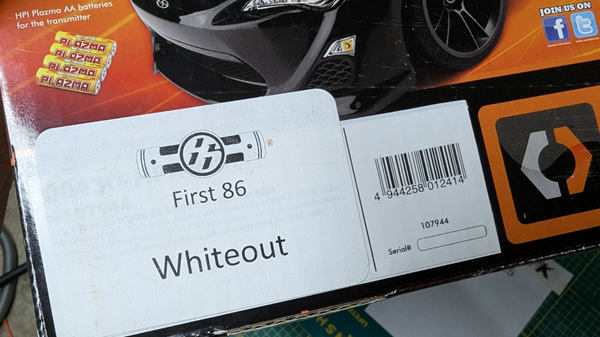 HPI Plazma AA batteries
for the transmitter
PLAZMA
PLAZMA
PLAZMA
PLAZMA
JOIN US ON
First 86
Whiteout
4 944258 012414
107944
Serial#